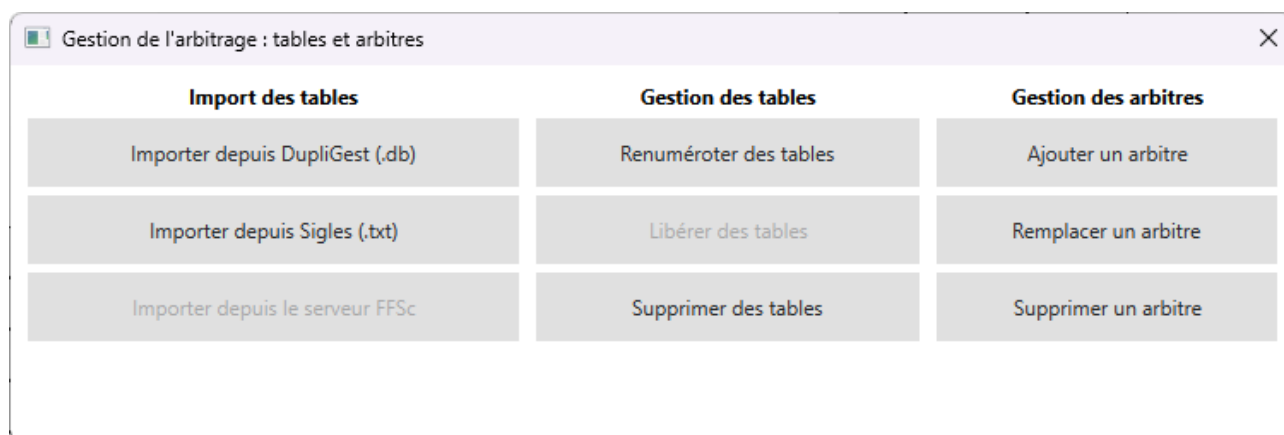 Gestion de l'arbitrage : tables et arbitres
Import des tables
Gestion des tables
Gestion des arbitres
Importer depuis DupliGest (.db)
Renuméroter des tables
Ajouter un arbitre
Importer depuis Sigles (.txt)
Libérer des tables
Remplacer un arbitre
Importer depuis le serveur FFSc
Supprimer des tables
Supprimer un arbitre